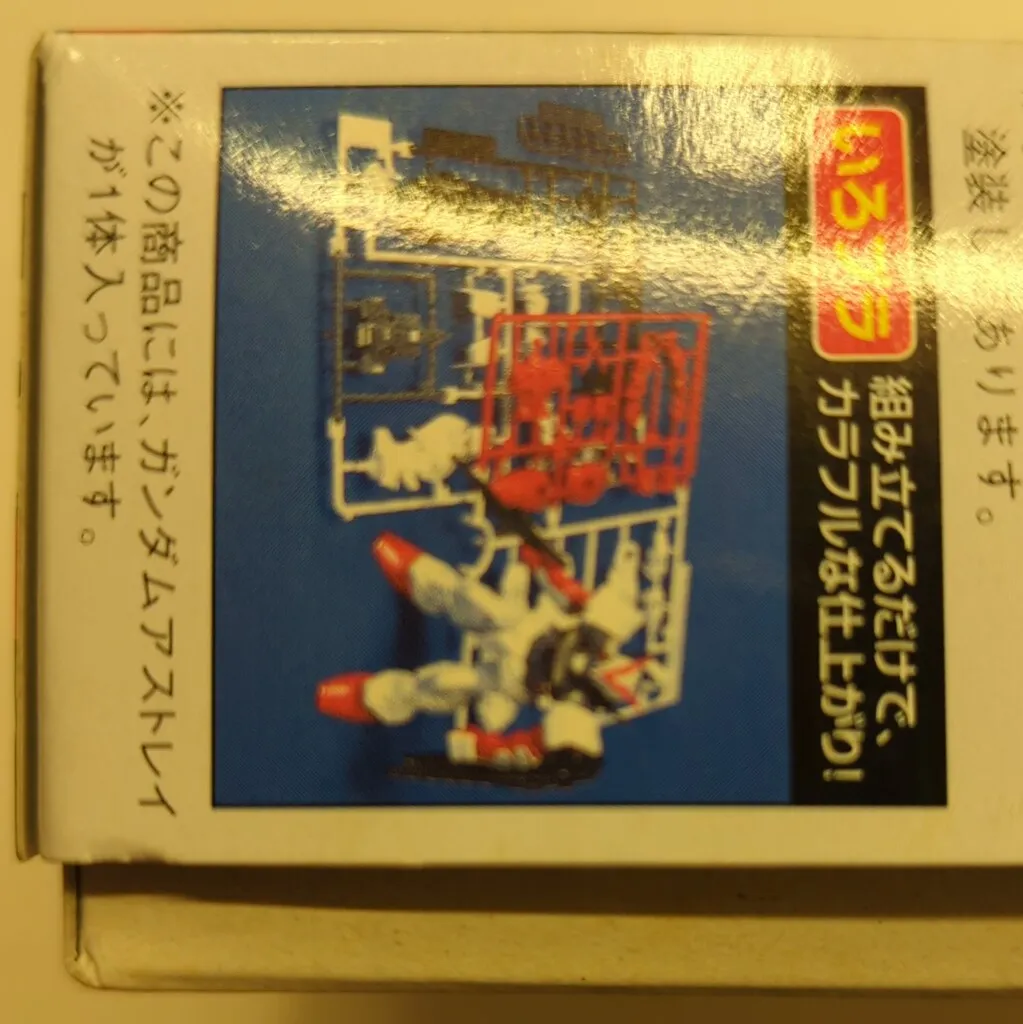 塗装し
あります。
いろプラ
組み立てるだけで、
カラフルな仕上がり!
※この商品には、ガンダムアストレイ
が1体入っています。